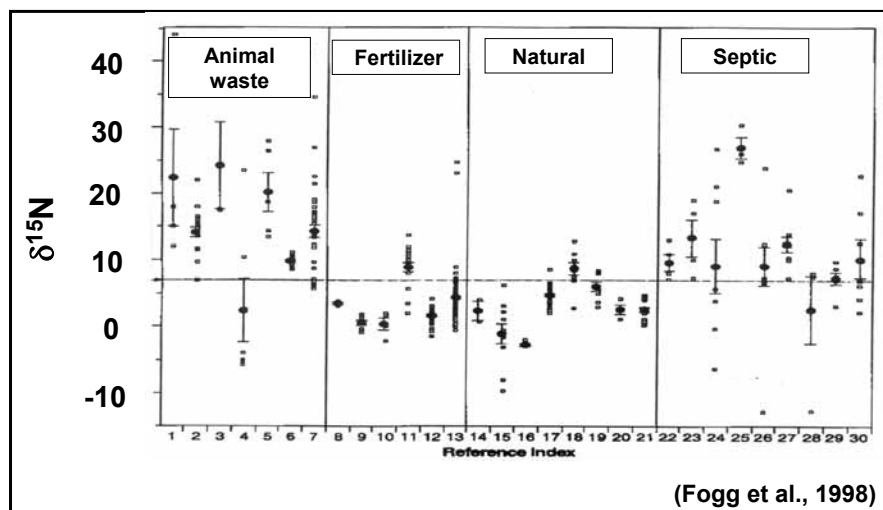 Animal waste
Fertilizer
Natural
Septic
40
30
20
10
0
-10
δ15N
1 2 3 4 5 6 7 8 9 10 11 12 13 14 15 16 17 18 19 20 21 22 23 24 25 26 27 28 29 30
Reference Index
(Fogg et al., 1998)